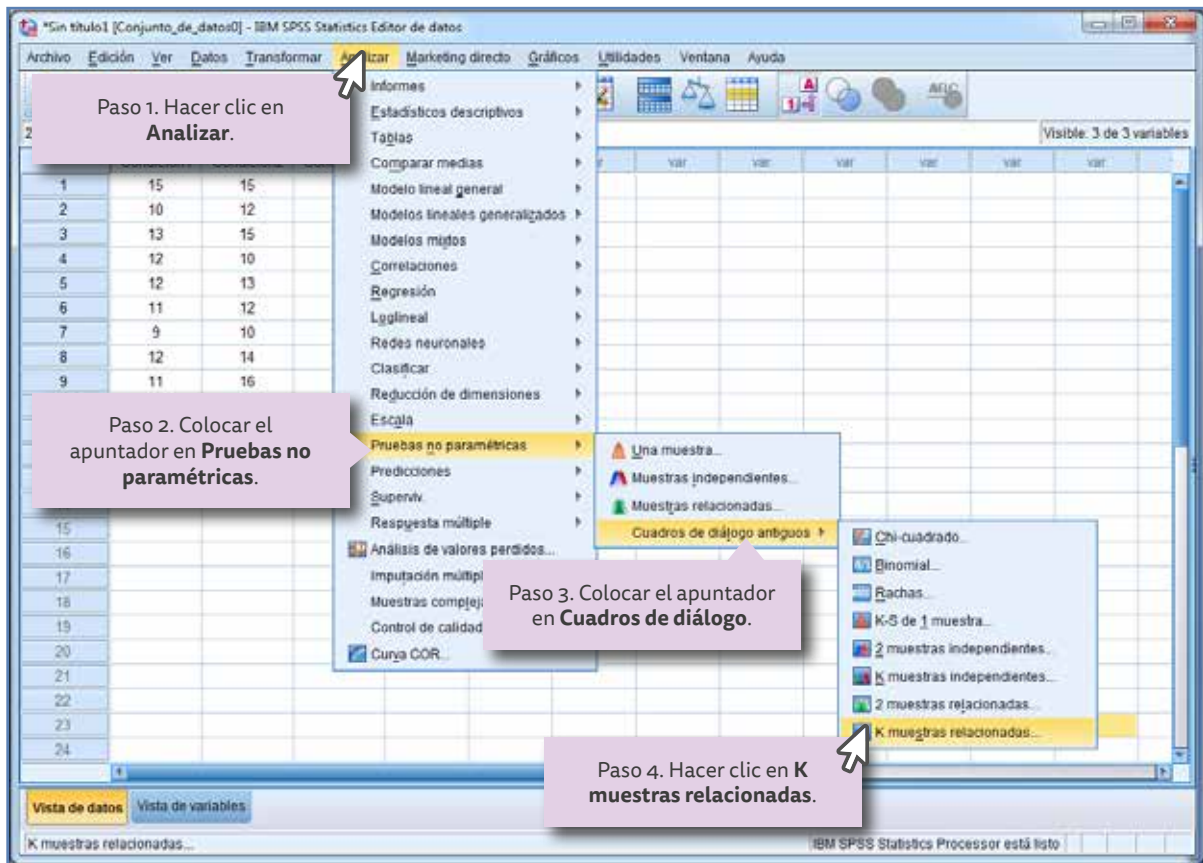 *Sin título1 [Conjunto_de_datos0] - IBM SPSS Statistics Editor de datos
Archivo Edición Ver Datos Transformar Analizar Marketing directo Gráficos Utilidades Ventana Ayuda
Paso 1. Hacer clic en
Analizar.
Visible: 3 de 3 variables
var var var var var var
1 15 15
2 10 12
3 13 15
4 12 10
5 12 13
6 11 12
7 9 10
8 12 14
9 11 16
15
16
17
18
19
20
21
22
23
24
Informes
Estadísticos descriptivos
Tablas
Comparar medias
Modelo lineal general
Modelos lineales generalizados
Modelos mixtos
Correlaciones
Regresión
Loglineal
Redes neuronales
Clasificar
Reducción de dimensiones
Escala
Pruebas no paramétricas
Predicciones
Superviv.
Respuesta múltiple
Análisis de valores perdidos...
Imputación múltipl
Muestras compleja
Control de calidad
Curva COR...
Paso 2. Colocar el
apuntador en Pruebas no
paramétricas.
Una muestra...
Muestras independientes...
Muestras relacionadas...
Cuadros de diálogo antiguos
Paso 3. Colocar el apuntador
en Cuadros de diálogo.
Chi-cuadrado...
Binomial...
Rachas...
K-S de 1 muestra...
2 muestras independientes...
K muestras independientes...
2 muestras relacionadas...
K muestras relacionadas...
Paso 4. Hacer clic en K
muestras relacionadas.
Vista de datos Vista de variables
K muestras relacionadas... IBM SPSS Statistics Processor está listo